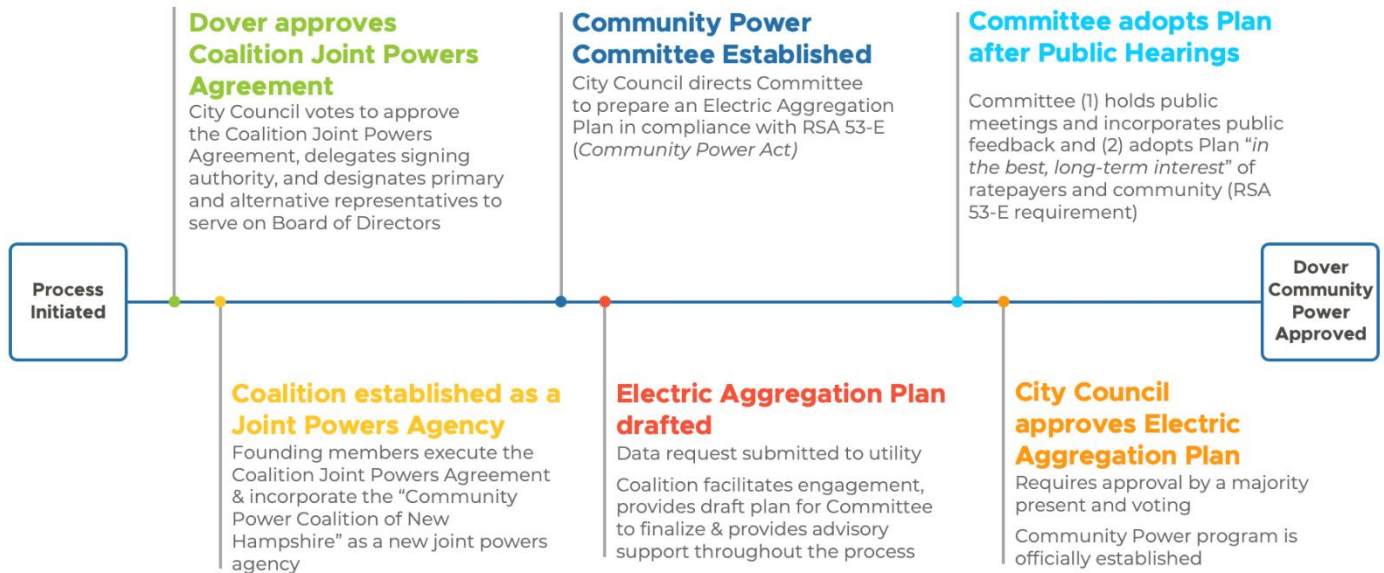 Process
Initiated
Dover approves
Coalition Joint Powers
Agreement
City Council votes to approve
the Coalition Joint Powers
Agreement, delegates signing
authority, and designates primary
and alternative representatives to
serve on Board of Directors
Coalition established as a
Joint Powers Agency
Founding members execute the
Coalition Joint Powers Agreement
& incorporate the “Community
Power Coalition of New
Hampshire” as a new joint powers
agency
Community Power
Committee Established
City Council directs Committee
to prepare an Electric Aggregation
Plan in compliance with RSA 53-E
(Community Power Act)
Electric Aggregation Plan
drafted
Data request submitted to utility
Coalition facilitates engagement,
provides draft plan for Committee
to finalize & provides advisory
support throughout the process
Committee adopts Plan
after Public Hearings
Committee (1) holds public
meetings and incorporates public
feedback and (2) adopts Plan “in
the best, long-term interest” of
ratepayers and community (RSA
53-E requirement)
City Council
approves Electric
Aggregation Plan
Requires approval by a majority
present and voting
Community Power program is
officially established
Dover
Community
Power
Approved